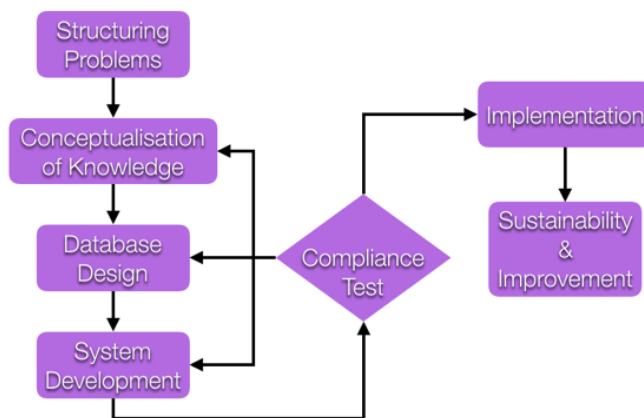 Structuring
Problems
Conceptualisation
of Knowledge
Database
Design
System
Development
Compliance
Test
Implementation
Sustainability
&
Improvement